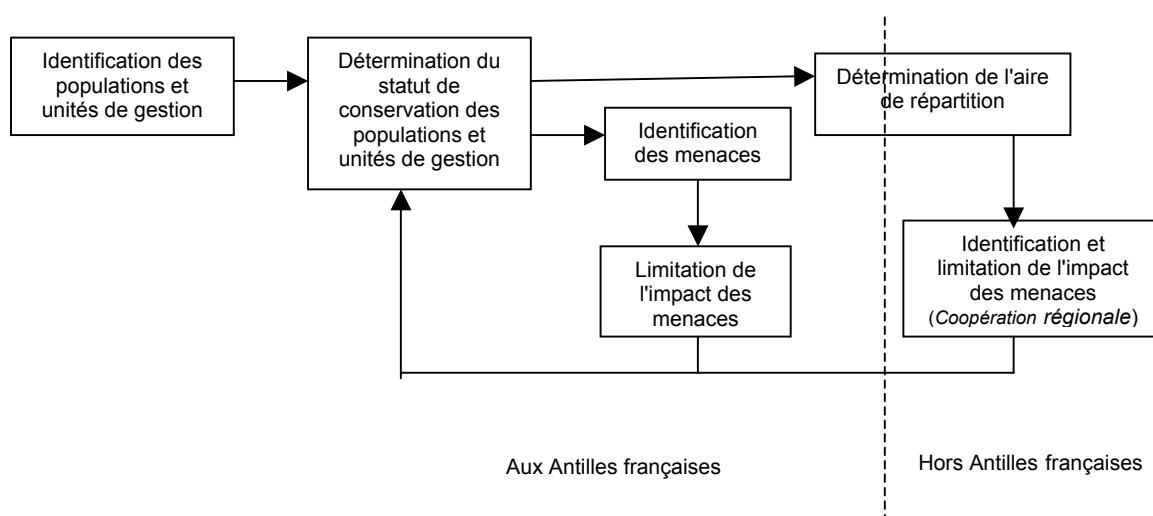 Identification des
populations et
unités de gestion
Détermination du
statut de
conservation des
populations et
unités de gestion
Identification
des menaces
Limitation de
l'impact des
menaces
Détermination de l'aire
de répartition
Identification et
limitation de l'impact
des menaces
(Coopération régionale)
Aux Antilles françaises
Hors Antilles françaises